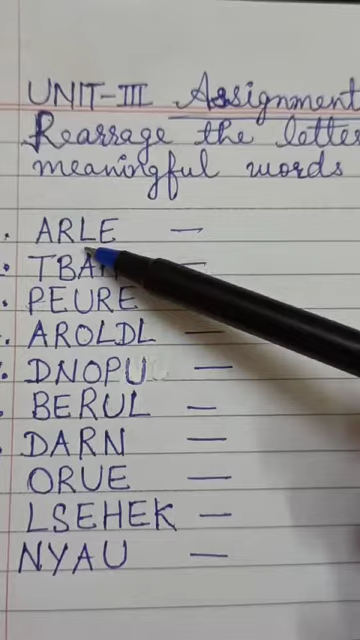 UNIT-III Assignment
Rearrage the letter
meaningful words
ARLE —
PEURE
AROLDL —
DNOPU —
BERUL —
DARN —
ORUE —
LSEHEK —
NYAU —